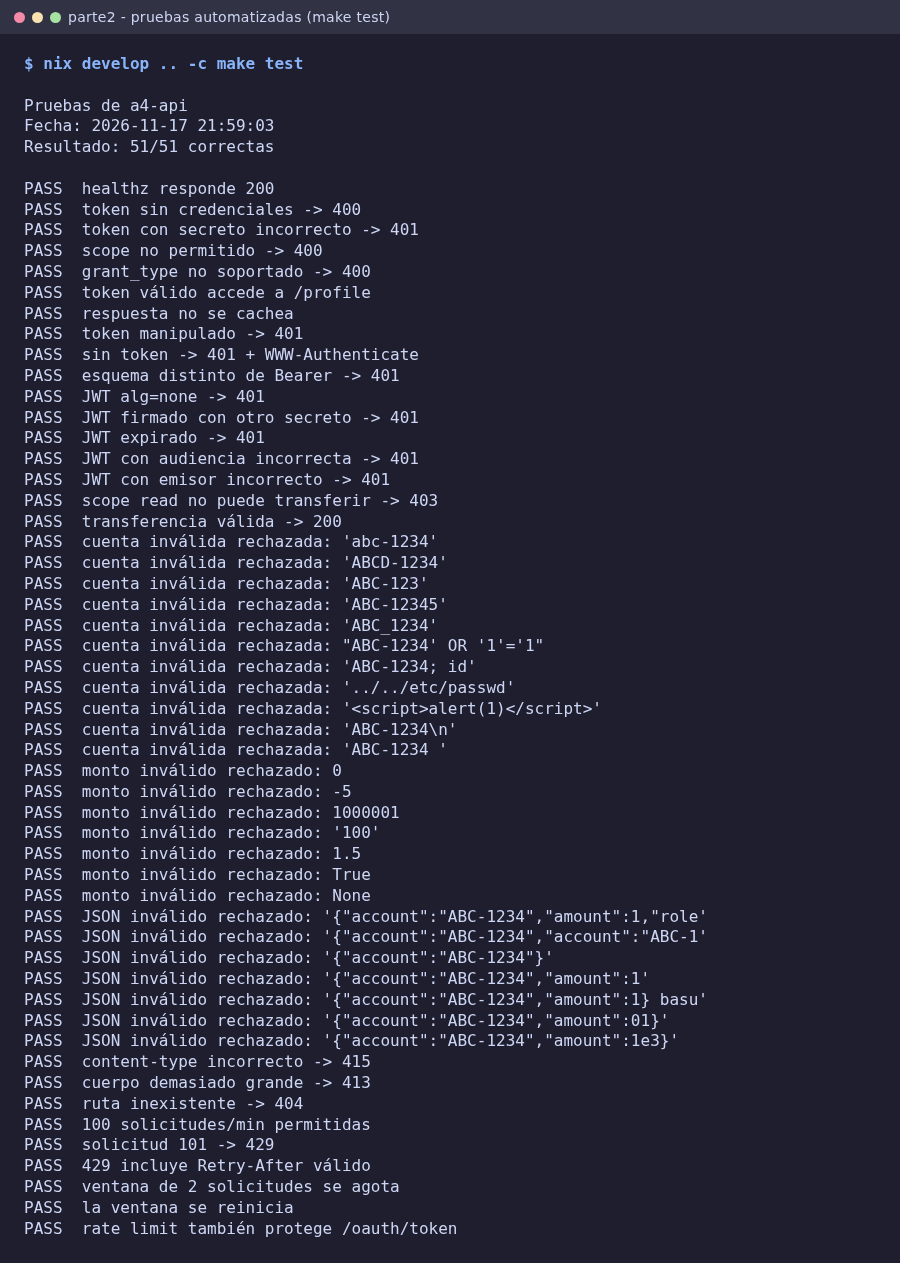 parte2 - pruebas automatizadas (make test)
$ nix develop .. -c make test
Pruebas de a4-api
Fecha: 2026-11-17 21:59:03
Resultado: 51/51 correctas
PASS  healthz responde 200
PASS  token sin credenciales -> 400
PASS  token con secreto incorrecto -> 401
PASS  scope no permitido -> 400
PASS  grant_type no soportado -> 400
PASS  token válido accede a /profile
PASS  respuesta no se cachea
PASS  token manipulado -> 401
PASS  sin token -> 401 + WWW-Authenticate
PASS  esquema distinto de Bearer -> 401
PASS  JWT alg=none -> 401
PASS  JWT firmado con otro secreto -> 401
PASS  JWT expirado -> 401
PASS  JWT con audiencia incorrecta -> 401
PASS  JWT con emisor incorrecto -> 401
PASS  scope read no puede transferir -> 403
PASS  transferencia válida -> 200
PASS  cuenta inválida rechazada: 'abc-1234'
PASS  cuenta inválida rechazada: 'ABCD-1234'
PASS  cuenta inválida rechazada: 'ABC-123'
PASS  cuenta inválida rechazada: 'ABC-12345'
PASS  cuenta inválida rechazada: 'ABC_1234'
PASS  cuenta inválida rechazada: "ABC-1234' OR '1'='1"
PASS  cuenta inválida rechazada: 'ABC-1234; id'
PASS  cuenta inválida rechazada: '../../etc/passwd'
PASS  cuenta inválida rechazada: '<script>alert(1)</script>'
PASS  cuenta inválida rechazada: 'ABC-1234\n'
PASS  cuenta inválida rechazada: 'ABC-1234 '
PASS  monto inválido rechazado: 0
PASS  monto inválido rechazado: -5
PASS  monto inválido rechazado: 1000001
PASS  monto inválido rechazado: '100'
PASS  monto inválido rechazado: 1.5
PASS  monto inválido rechazado: True
PASS  monto inválido rechazado: None
PASS  JSON inválido rechazado: '{"account":"ABC-1234","amount":1,"role'
PASS  JSON inválido rechazado: '{"account":"ABC-1234","account":"ABC-1'
PASS  JSON inválido rechazado: '{"account":"ABC-1234"}'
PASS  JSON inválido rechazado: '{"account":"ABC-1234","amount":1'
PASS  JSON inválido rechazado: '{"account":"ABC-1234","amount":1} basu'
PASS  JSON inválido rechazado: '{"account":"ABC-1234","amount":01}'
PASS  JSON inválido rechazado: '{"account":"ABC-1234","amount":1e3}'
PASS  content-type incorrecto -> 415
PASS  cuerpo demasiado grande -> 413
PASS  ruta inexistente -> 404
PASS  100 solicitudes/min permitidas
PASS  solicitud 101 -> 429
PASS  429 incluye Retry-After válido
PASS  ventana de 2 solicitudes se agota
PASS  la ventana se reinicia
PASS  rate limit también protege /oauth/token